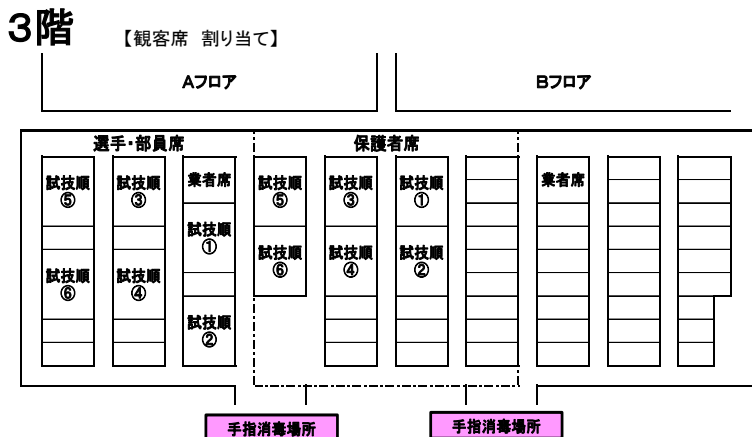 3階
【観客席 割り当て】
Aフロア
Bフロア
選手・部員席
保護者席
試技順
⑤
試技順
③
業者席
試技順
⑤
試技順
③
試技順
①
業者席
試技順
①
試技順
⑥
試技順
④
試技順
⑥
試技順
④
試技順
②
試技順
②
手指消毒場所
手指消毒場所